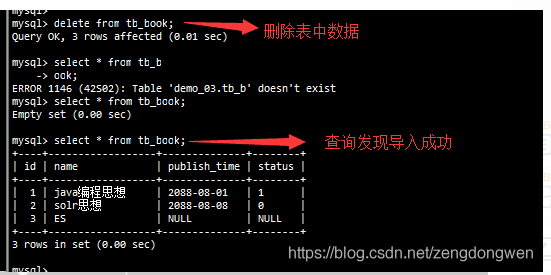 mysql> delete from tb_book;
Query OK, 3 rows affected (0.01 sec)
删除表中数据
mysql> select * from tb_b
    -> ook;
ERROR 1146 (42S02): Table 'demo_03.tb_b' doesn't exist
mysql> select * from tb_book;
Empty set (0.00 sec)
mysql> select * from tb_book;
查询发现导入成功
+----+------------------+--------------+--------+
| id | name | publish_time | status |
+----+------------------+--------------+--------+
| 1 | java编程思想 | 2088-08-01 | 1 |
| 2 | solr思想 | 2088-08-08 | 0 |
| 3 | ES | NULL | NULL |
+----+------------------+--------------+--------+
3 rows in set (0.00 sec)
https://blog.csdn.net/zengdongwen